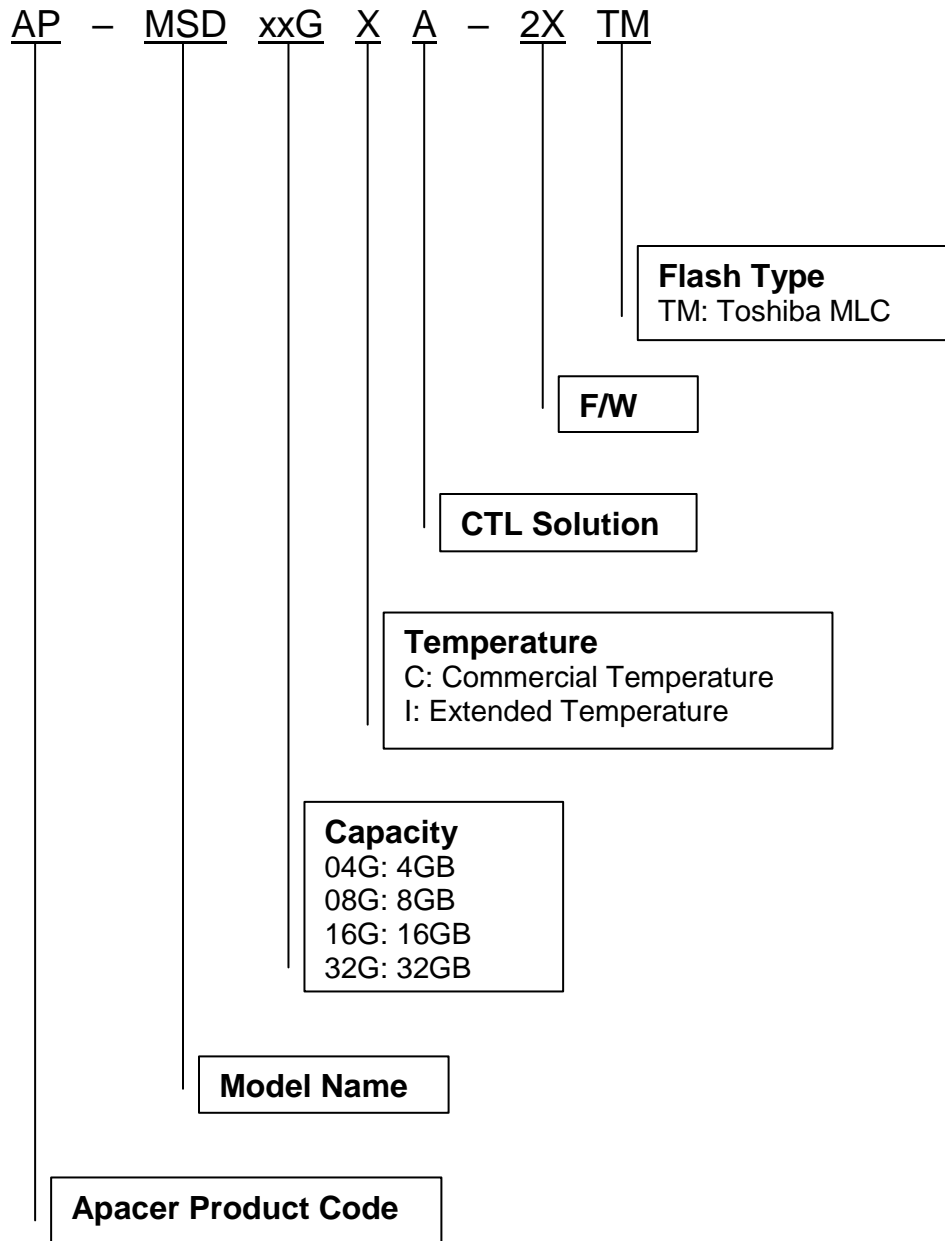 AP – MSD xxG X A – 2X TM
Flash Type
TM: Toshiba MLC
F/W
CTL Solution
Temperature
C: Commercial Temperature
I: Extended Temperature
Capacity
04G: 4GB
08G: 8GB
16G: 16GB
32G: 32GB
Model Name
Apacer Product Code